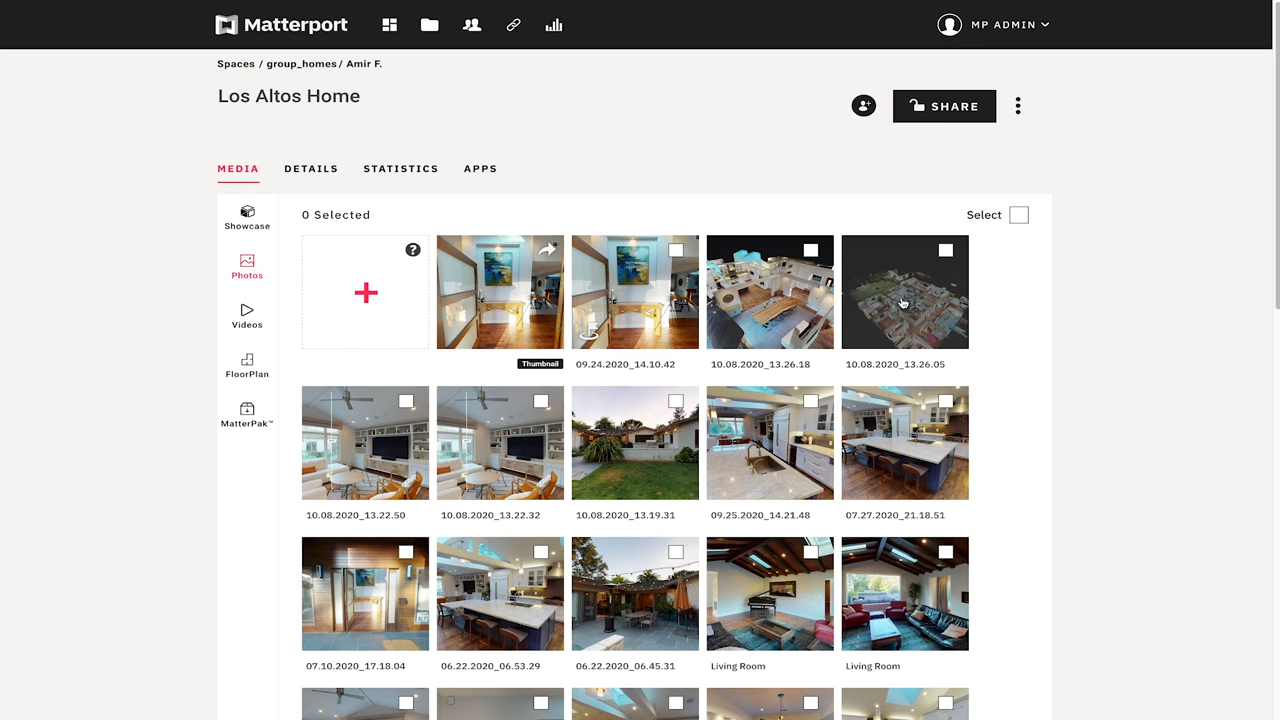 Matterport
MP ADMIN
Spaces / group_homes / Amir F.
Los Altos Home
SHARE
MEDIA DETAILS STATISTICS APPS
0 Selected
Select
Showcase
Photos
Videos
FloorPlan
MatterPak™
?
+
Thumbnail
09.24.2020_14.10.42
10.08.2020_13.26.18
10.08.2020_13.26.05
10.08.2020_13.22.50
10.08.2020_13.22.32
10.08.2020_13.19.31
09.25.2020_14.21.48
07.27.2020_21.18.51
07.10.2020_17.18.04
06.22.2020_06.53.29
06.22.2020_06.45.31
Living Room
Living Room